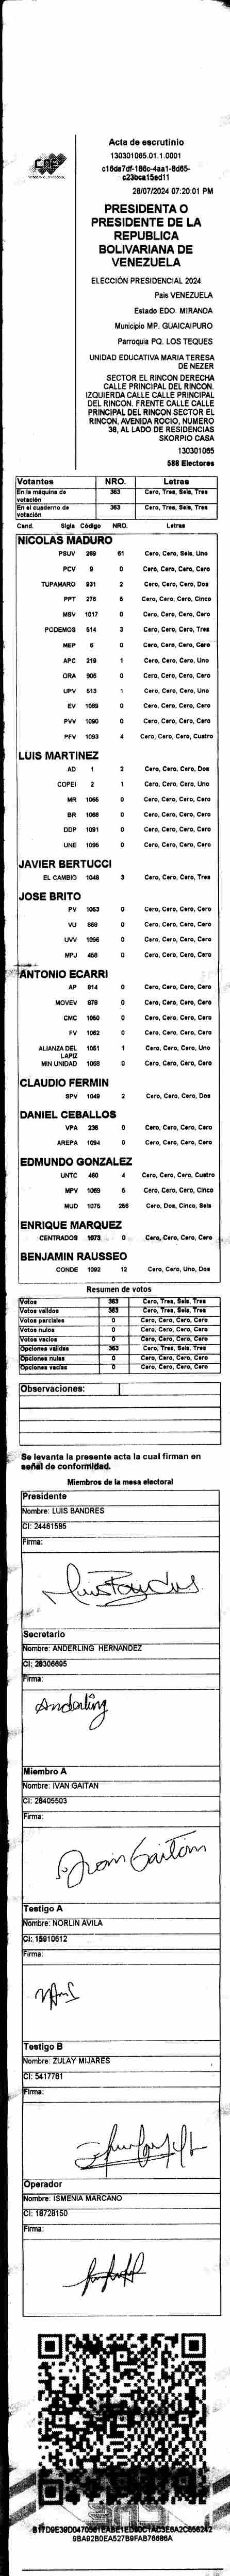 CNE
Acta de escrutinio
130301065.01.1.0001
c16da7df-186c-4aa1-8d65-
c23bca15ed11
28/07/2024 07:20:01 PM
PRESIDENTA O
PRESIDENTE DE LA
REPUBLICA
BOLIVARIANA DE
VENEZUELA
ELECCIÓN PRESIDENCIAL 2024
País VENEZUELA
Estado EDO. MIRANDA
Municipio MP. GUAICAIPURO
Parroquia PQ. LOS TEQUES
UNIDAD EDUCATIVA MARIA TERESA
DE NEZER
SECTOR EL RINCON DERECHA
CALLE PRINCIPAL DEL RINCON.
IZQUIERDA CALLE CALLE PRINCIPAL
DEL RINCON. FRENTE CALLE CALLE
PRINCIPAL DEL RINCON SECTOR EL
RINCON, AVENIDA ROCIO, NUMERO
38, AL LADO DE RESIDENCIAS
SKORPIO CASA
130301065
588 Electores
Votantes NRO. Letras
En la máquina de votación 363 Cero, Tres, Seis, Tres
En el cuaderno de votación 363 Cero, Tres, Seis, Tres
Cand. Sigla Código NRO. Letras
NICOLAS MADURO
PSUV 269 61 Cero, Cero, Seis, Uno
PCV 9 0 Cero, Cero, Cero, Cero
TUPAMARO 931 2 Cero, Cero, Cero, Dos
PPT 276 5 Cero, Cero, Cero, Cinco
MSV 1017 0 Cero, Cero, Cero, Cero
PODEMOS 514 3 Cero, Cero, Cero, Tres
MEP 5 0 Cero, Cero, Cero, Cero
APC 219 1 Cero, Cero, Cero, Uno
ORA 906 0 Cero, Cero, Cero, Cero
UPV 513 1 Cero, Cero, Cero, Uno
EV 1089 0 Cero, Cero, Cero, Cero
PVV 1090 0 Cero, Cero, Cero, Cero
PFV 1093 4 Cero, Cero, Cero, Cuatro
LUIS MARTINEZ
AD 1 2 Cero, Cero, Cero, Dos
COPEI 2 1 Cero, Cero, Cero, Uno
MR 1065 0 Cero, Cero, Cero, Cero
BR 1066 0 Cero, Cero, Cero, Cero
DDP 1091 0 Cero, Cero, Cero, Cero
UNE 1095 0 Cero, Cero, Cero, Cero
JAVIER BERTUCCI
EL CAMBIO 1048 3 Cero, Cero, Cero, Tres
JOSE BRITO
PV 1053 0 Cero, Cero, Cero, Cero
VU 869 0 Cero, Cero, Cero, Cero
UVV 1096 0 Cero, Cero, Cero, Cero
MPJ 458 0 Cero, Cero, Cero, Cero
ANTONIO ECARRI
AP 614 0 Cero, Cero, Cero, Cero
MOVEV 978 0 Cero, Cero, Cero, Cero
CMC 1060 0 Cero, Cero, Cero, Cero
FV 1062 0 Cero, Cero, Cero, Cero
ALIANZA DEL LAPIZ 1051 1 Cero, Cero, Cero, Uno
MIN UNIDAD 1068 0 Cero, Cero, Cero, Cero
CLAUDIO FERMIN
SPV 1049 2 Cero, Cero, Cero, Dos
DANIEL CEBALLOS
VPA 236 0 Cero, Cero, Cero, Cero
AREPA 1094 0 Cero, Cero, Cero, Cero
EDMUNDO GONZALEZ
UNTC 460 4 Cero, Cero, Cero, Cuatro
MPV 1069 5 Cero, Cero, Cero, Cinco
MUD 1075 256 Cero, Dos, Cinco, Seis
ENRIQUE MARQUEZ
CENTRADOS 1073 0 Cero, Cero, Cero, Cero
BENJAMIN RAUSSEO
CONDE 1092 12 Cero, Cero, Uno, Dos
Resumen de votos
Votos 363 Cero, Tres, Seis, Tres
Votos validos 363 Cero, Tres, Seis, Tres
Votos parciales 0 Cero, Cero, Cero, Cero
Votos nulos 0 Cero, Cero, Cero, Cero
Votos vacios 0 Cero, Cero, Cero, Cero
Opciones validas 363 Cero, Tres, Seis, Tres
Opciones nulas 0 Cero, Cero, Cero, Cero
Opciones vacias 0 Cero, Cero, Cero, Cero
Observaciones:
Se levanta la presente acta la cual firman en
señal de conformidad.
Miembros de la mesa electoral
Presidente
Nombre: LUIS BANDRES
CI: 24461585
Firma:
Secretario
Nombre: ANDERLING HERNANDEZ
CI: 28306695
Firma:
Anderling
Miembro A
Nombre: IVAN GAITAN
CI: 28405503
Firma:
Ivan Gaitan
Testigo A
Nombre: NORLIN AVILA
CI: 15910612
Firma:
Testigo B
Nombre: ZULAY MIJARES
CI: 5417761
Firma:
Operador
Nombre: ISMENIA MARCANO
CI: 18728150
Firma:
9BA92B0EA527B9FAB76686A